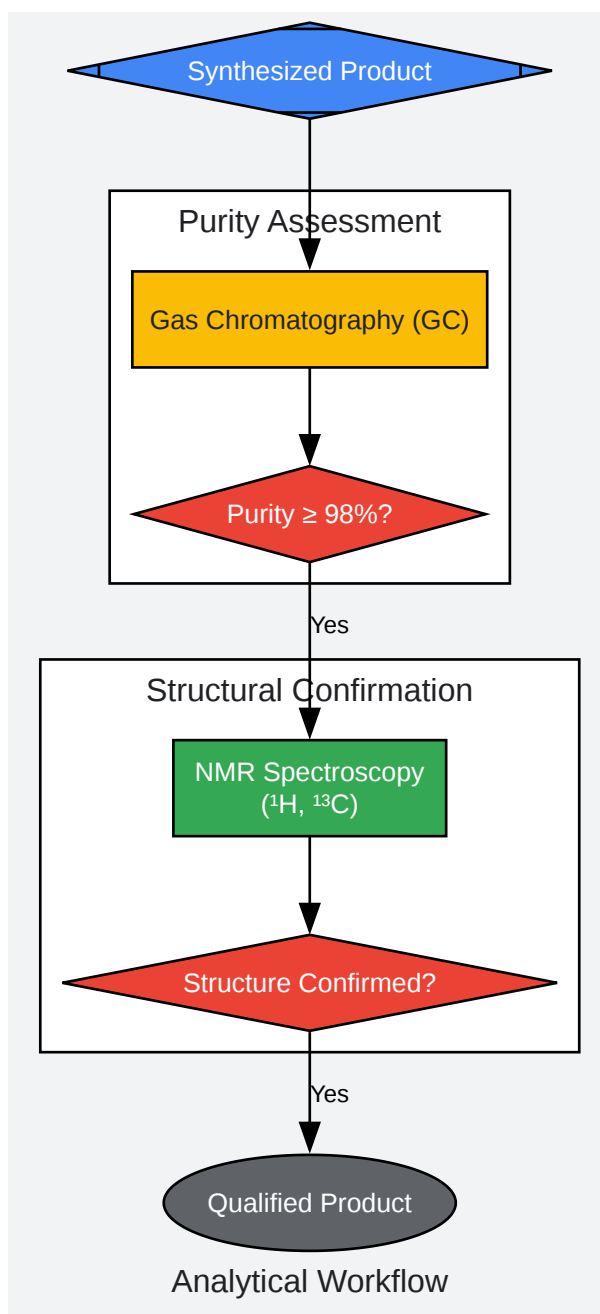 Synthesized Product
Purity Assessment
Gas Chromatography (GC)
Purity ≥ 98%?
Yes
Structural Confirmation
NMR Spectroscopy
(¹H, ¹³C)
Structure Confirmed?
Yes
Qualified Product
Analytical Workflow